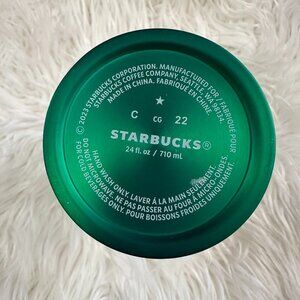 © 2023 STARBUCKS CORPORATION. MANUFACTURED FOR / FABRIQUÉ POUR
STARBUCKS COFFEE COMPANY, SEATTLE, WA 98134.
MADE IN CHINA. FABRIQUÉ EN CHINE.
C CG 22
STARBUCKS®
24 fl. oz / 710 mL
HAND WASH ONLY. LAVER À LA MAIN SEULEMENT.
DO NOT MICROWAVE. NE PAS PASSER AU FOUR À MICRO-ONDES.
FOR COLD BEVERAGES ONLY. POUR BOISSONS FROIDES UNIQUEMENT.